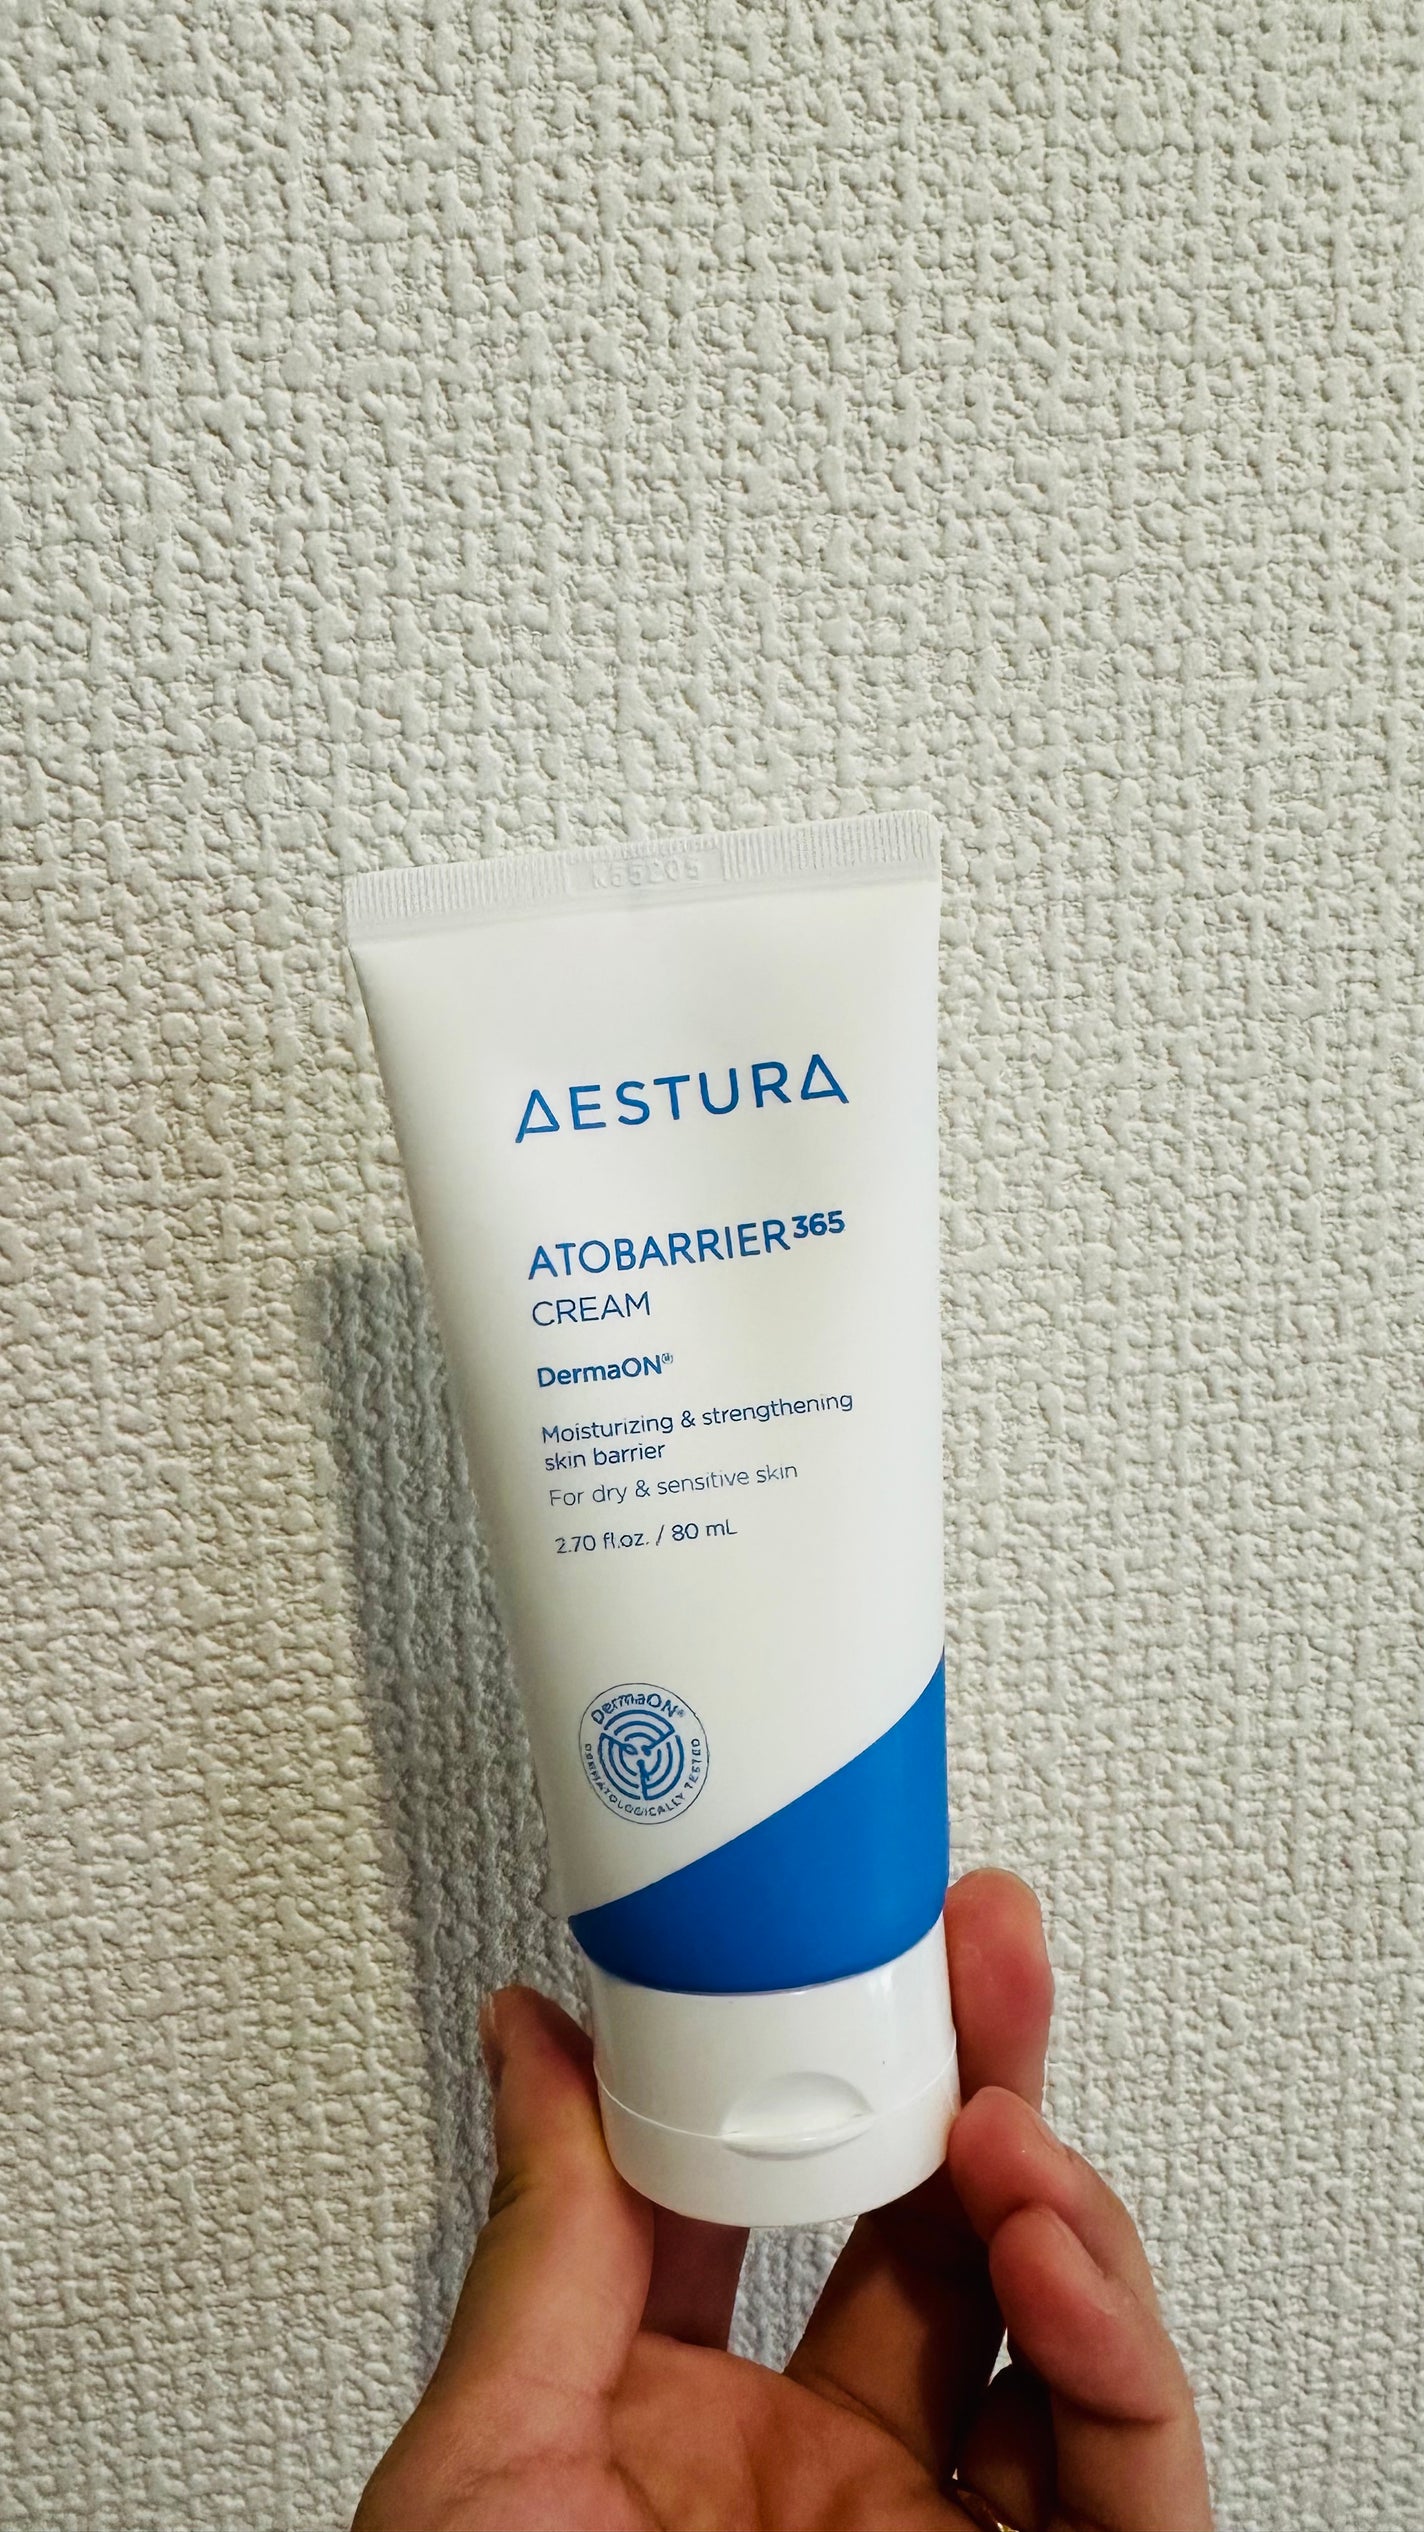 AESTURA
ATOBARRIER³⁶⁵
CREAM
DermaON®
Moisturizing & strengthening
skin barrier
For dry & sensitive skin
2.70 fl.oz. / 80 mL
DermaON®
DERMATOLOGICALLY TESTED